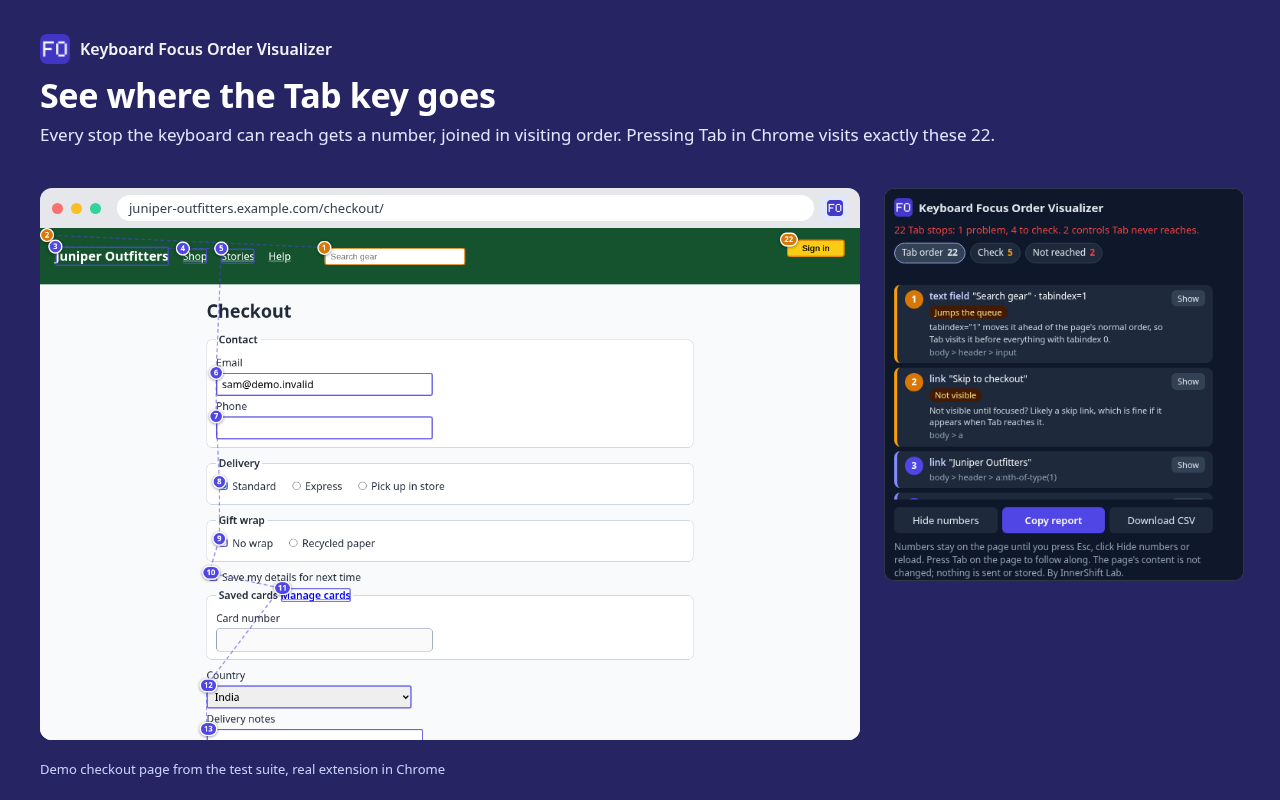 FO Keyboard Focus Order Visualizer
See where the Tab key goes
Every stop the keyboard can reach gets a number, joined in visiting order. Pressing Tab in Chrome visits exactly these 22.
juniper-outfitters.example.com/checkout/ FO
2
3 4 5 1 22
Juniper Outfitters Shop Stories Help Search gear Sign in
Checkout
Contact
Email
6
sam@demo.invalid
Phone
7
Delivery
8 Standard Express Pick up in store
Gift wrap
9 No wrap Recycled paper
10 Save my details for next time
11
Saved cards Manage cards
Card number
Country
12
India
Delivery notes
13
FO Keyboard Focus Order Visualizer
22 Tab stops: 1 problem, 4 to check. 2 controls Tab never reaches.
Tab order 22 Check 5 Not reached 2
1 text field "Search gear" · tabindex=1 Show
Jumps the queue
tabindex="1" moves it ahead of the page's normal order, so
Tab visits it before everything with tabindex 0.
body > header > input
2 link "Skip to checkout" Show
Not visible
Not visible until focused? Likely a skip link, which is fine if it
appears when Tab reaches it.
body > a
3 link "Juniper Outfitters" Show
body > header > a:nth-of-type(1)
Hide numbers Copy report Download CSV
Numbers stay on the page until you press Esc, click Hide numbers or
reload. Press Tab to follow along. The page's content is not
changed; nothing is sent or stored. By InnerShift Lab.
Demo checkout page from the test suite, real extension in Chrome